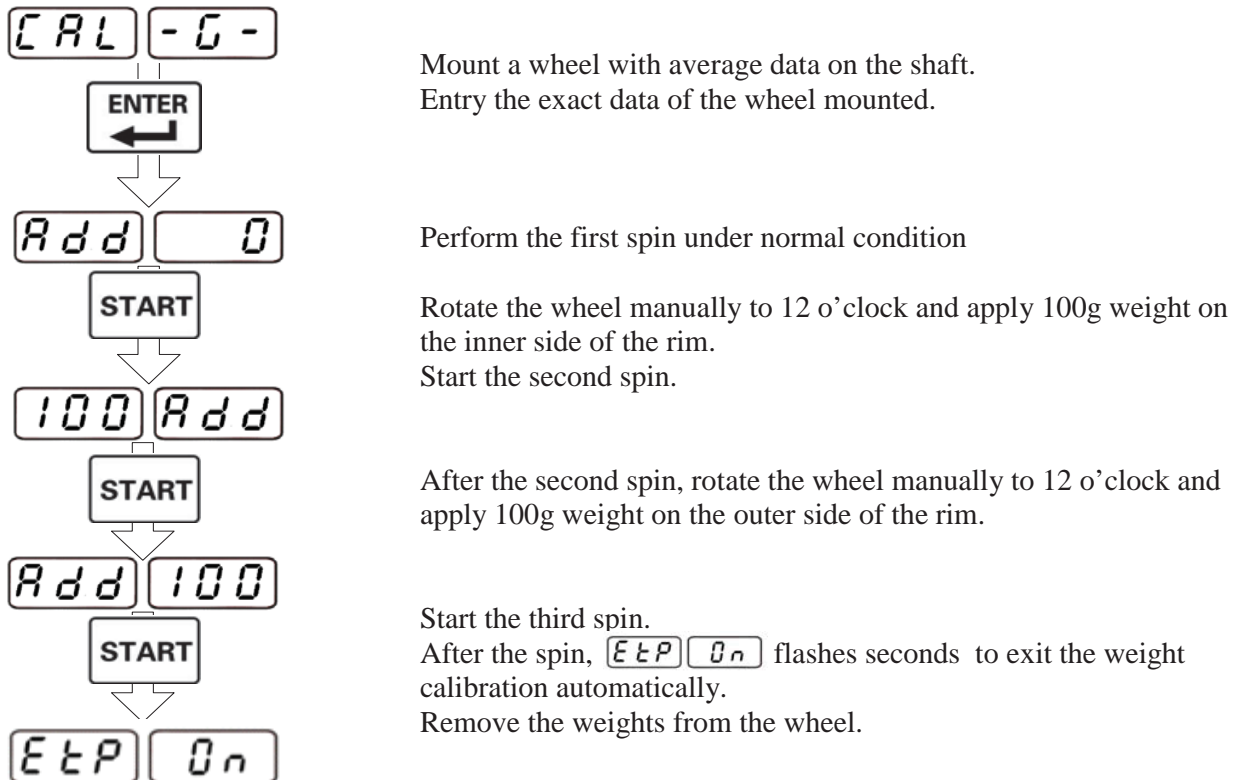 CAL -G-
Mount a wheel with average data on the shaft.
Entry the exact data of the wheel mounted.
ENTER
Add 0
Perform the first spin under normal condition
START
Rotate the wheel manually to 12 o’clock and apply 100g weight on
the inner side of the rim.
Start the second spin.
100 Add
START
After the second spin, rotate the wheel manually to 12 o’clock and
apply 100g weight on the outer side of the rim.
Add 100
START
Start the third spin.
After the spin, EtP On flashes seconds to exit the weight
calibration automatically.
Remove the weights from the wheel.
EtP On